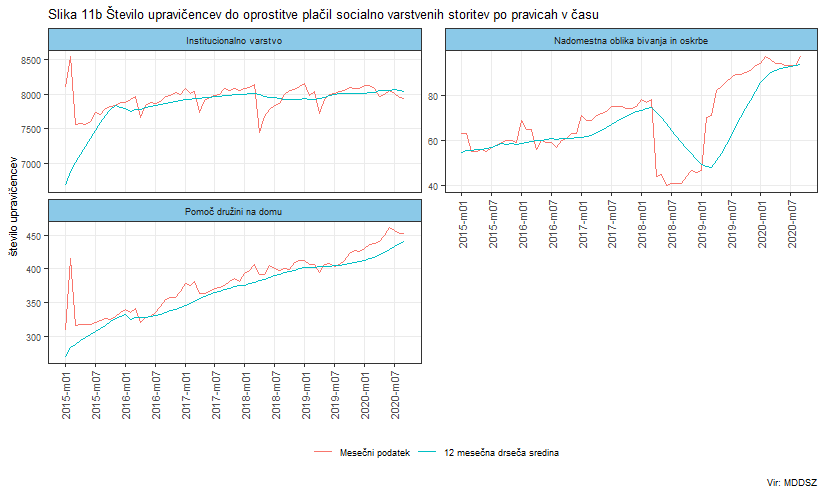 Slika 11b Število upravičencev do oprostitve plačil socialno varstvenih storitev po pravicah v času
Institucionalno varstvo
Nadomestna oblika bivanja in oskrbe
8500
8000
7500
7000
80
60
40
2015-m01
2015-m07
2016-m01
2016-m07
2017-m01
2017-m07
2018-m01
2018-m07
2019-m01
2019-m07
2020-m01
2020-m07
število upravičencev
Pomoč družini na domu
450
400
350
300
2015-m01
2015-m07
2016-m01
2016-m07
2017-m01
2017-m07
2018-m01
2018-m07
2019-m01
2019-m07
2020-m01
2020-m07
Mesečni podatek
12 mesečna drseča sredina
Vir: MDDSZ